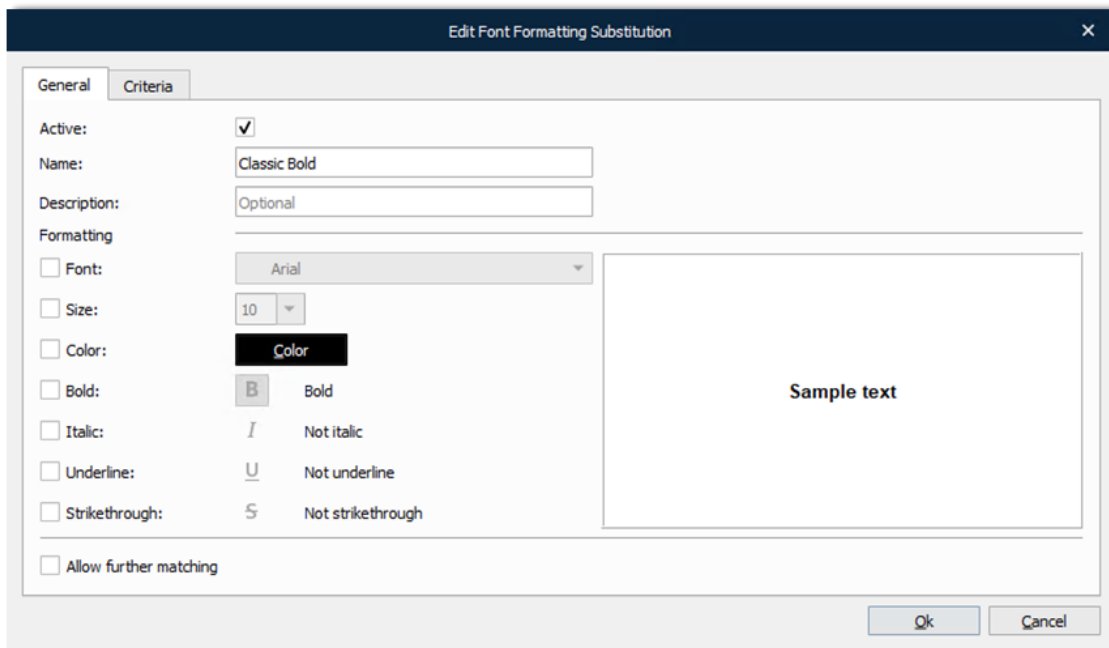 Edit Font Formatting Substitution
General Criteria
Active:
Name: Classic Bold
Description: Optional
Formatting
Font: Arial
Size: 10
Color: Color
Bold: B Bold
Italic: I Not italic
Underline: U Not underline
Strikethrough: S Not strikethrough
Sample text
Allow further matching
Ok Cancel